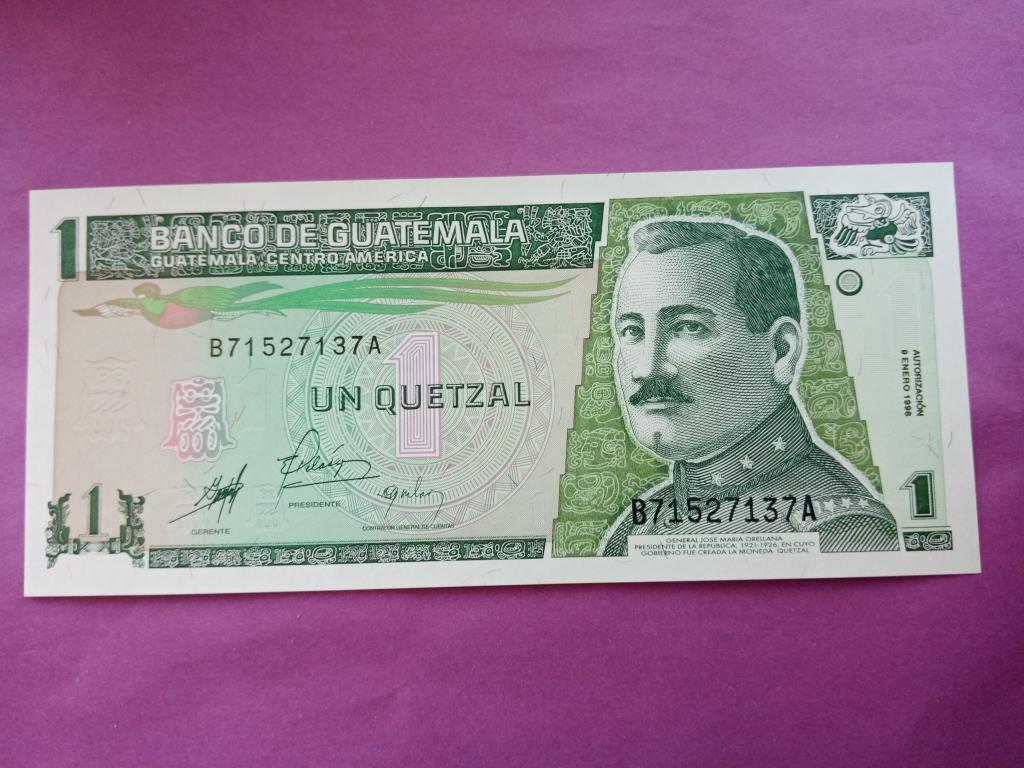 1
BANCO DE GUATEMALA
GUATEMALA, CENTRO AMERICA
B71527137A
1
UN QUETZAL
AUTORIZACIÓN
9 ENERO 1998
GERENTE
PRESIDENTE
CONTRALOR GENERAL DE CUENTAS
1
B71527137A
1
GENERAL JOSE MARIA ORELLANA
PRESIDENTE DE LA REPUBLICA, 1921-1926, EN CUYO
GOBIERNO FUE CREADA LA MONEDA QUETZAL